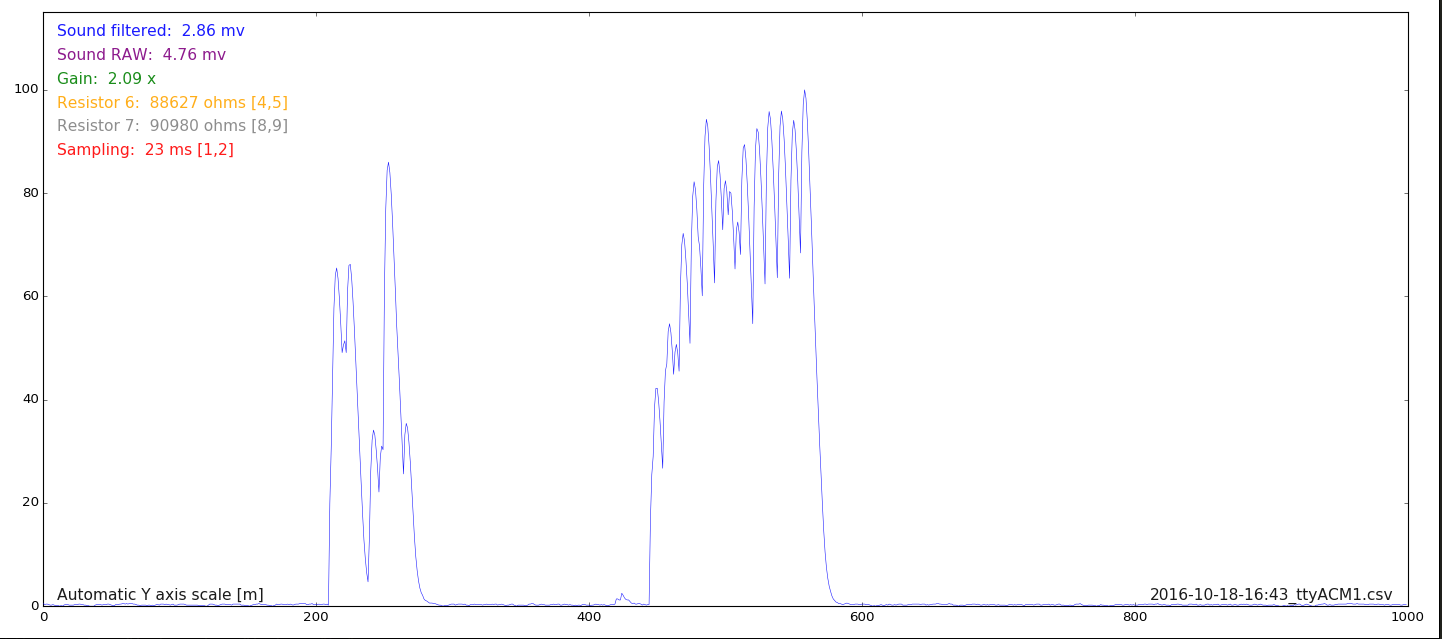 Sound filtered:  2.86 mv
Sound RAW:  4.76 mv
Gain:  2.09 x
Resistor 6:  88627 ohms [4,5]
Resistor 7:  90980 ohms [8,9]
Sampling:  23 ms [1,2]
100
80
60
40
20
0
Automatic Y axis scale [m]
2016-10-18-16:43_ttyACM1.csv
0 200 400 600 800 1000